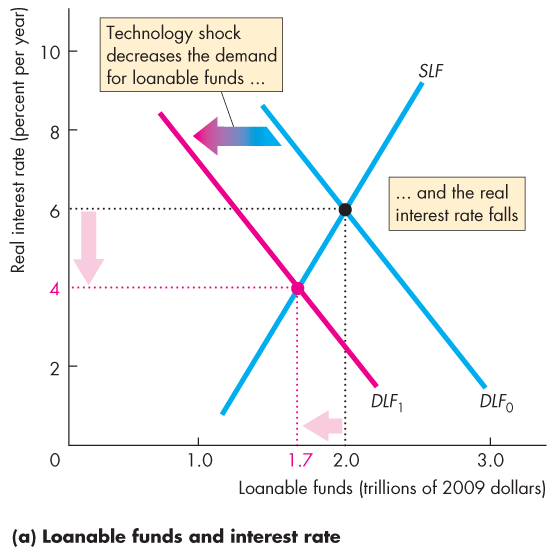 Real interest rate (percent per year)
10
8
6
4
2
0
Technology shock
decreases the demand
for loanable funds ...
SLF
... and the real
interest rate falls
DLF1
DLF0
1.0
1.7
2.0
3.0
Loanable funds (trillions of 2009 dollars)
(a) Loanable funds and interest rate